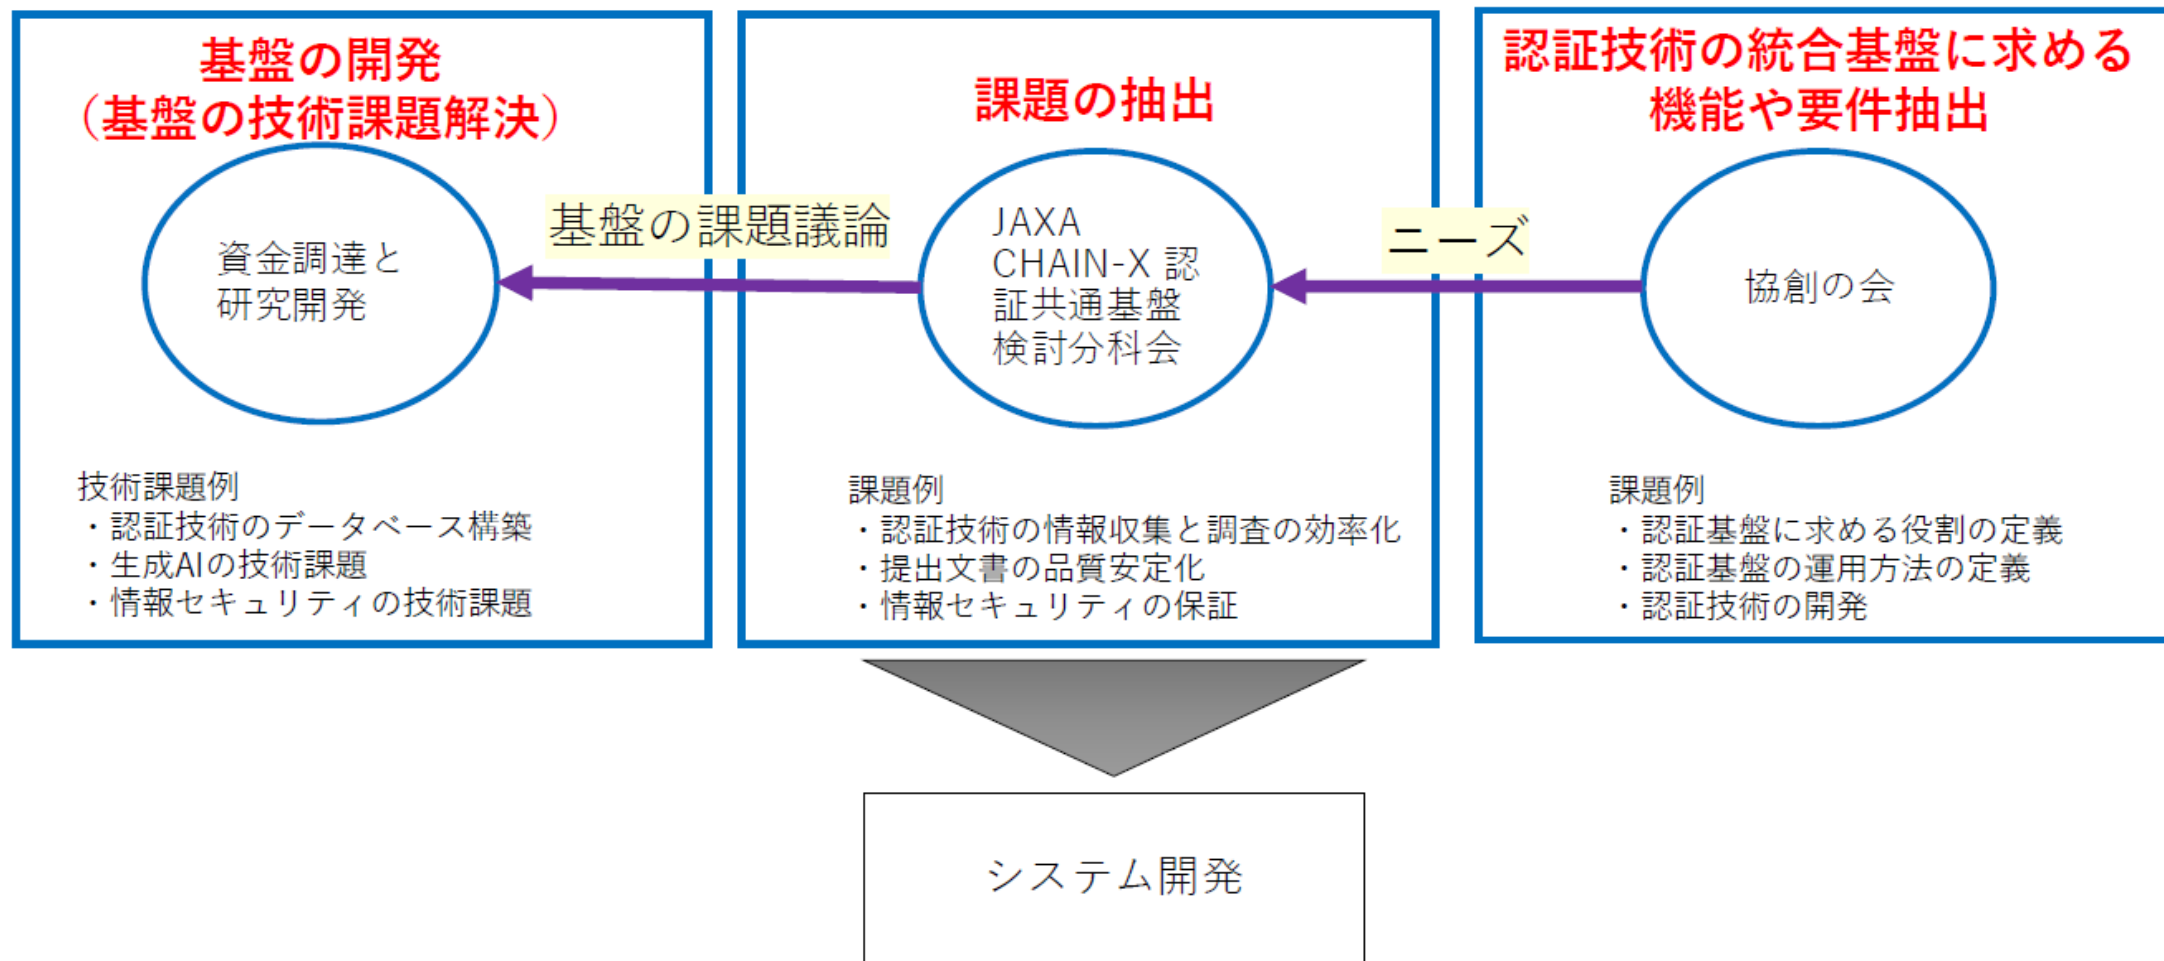 基盤の開発
（基盤の技術課題解決）
資金調達と
研究開発
技術課題例
・認証技術のデータベース構築
・生成AIの技術課題
・情報セキュリティの技術課題
基盤の課題議論
課題の抽出
JAXA
CHAIN-X 認
証共通基盤
検討分科会
課題例
・認証技術の情報収集と調査の効率化
・提出文書の品質安定化
・情報セキュリティの保証
ニーズ
認証技術の統合基盤に求める
機能や要件抽出
協創の会
課題例
・認証基盤に求める役割の定義
・認証基盤の運用方法の定義
・認証技術の開発
システム開発